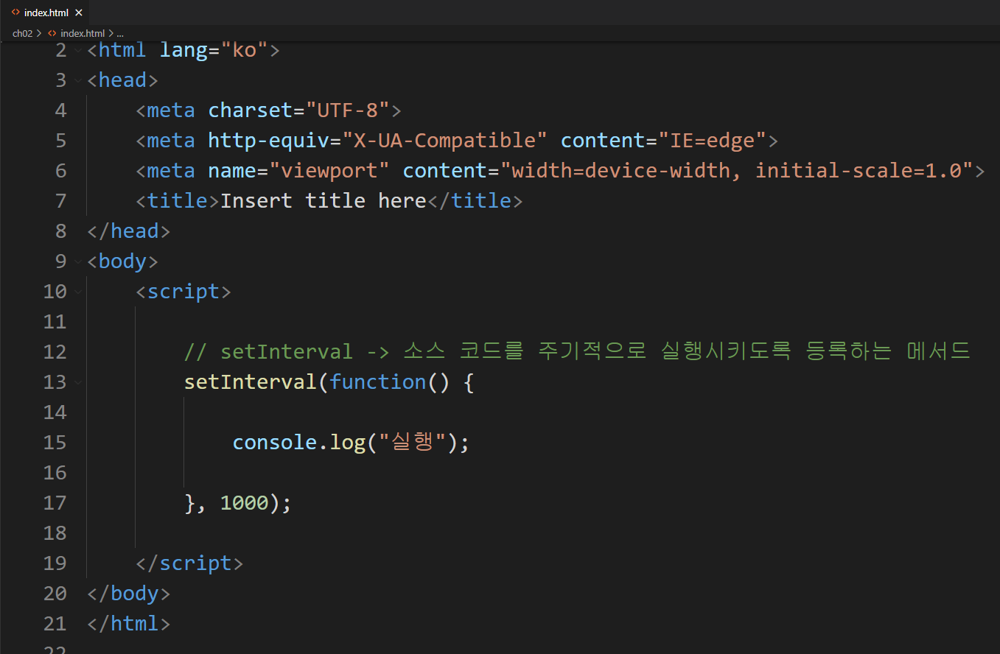 index.html
ch02 > index.html > ...
2 <html lang="ko">
3 <head>
4 <meta charset="UTF-8">
5 <meta http-equiv="X-UA-Compatible" content="IE=edge">
6 <meta name="viewport" content="width=device-width, initial-scale=1.0">
7 <title>Insert title here</title>
8 </head>
9 <body>
10 <script>
11
12 // setInterval -> 소스 코드를 주기적으로 실행시키도록 등록하는 메서드
13 setInterval(function() {
14
15 console.log("실행");
16
17 }, 1000);
18
19 </script>
20 </body>
21 </html>
22